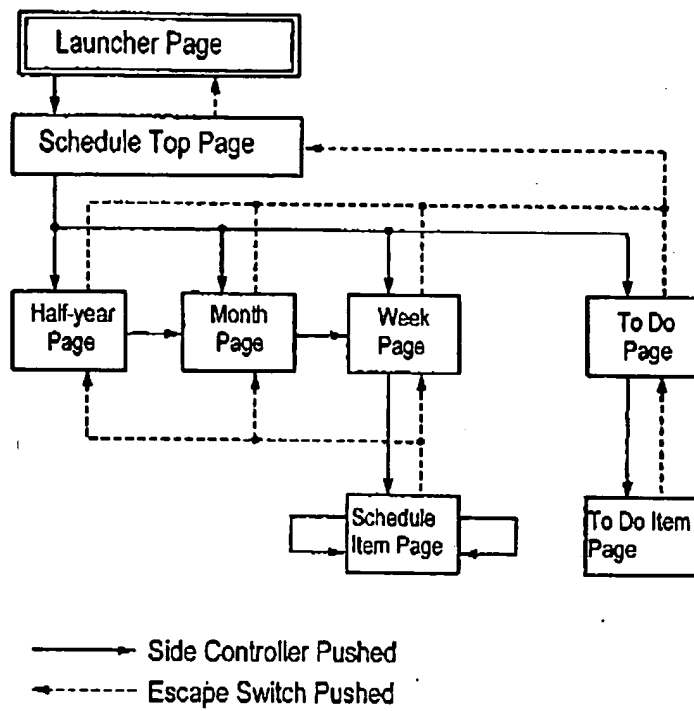 Launcher Page
Schedule Top Page
Half-year
Page
Month
Page
Week
Page
To Do
Page
Schedule
Item Page
To Do Item
Page
Side Controller Pushed
Escape Switch Pushed